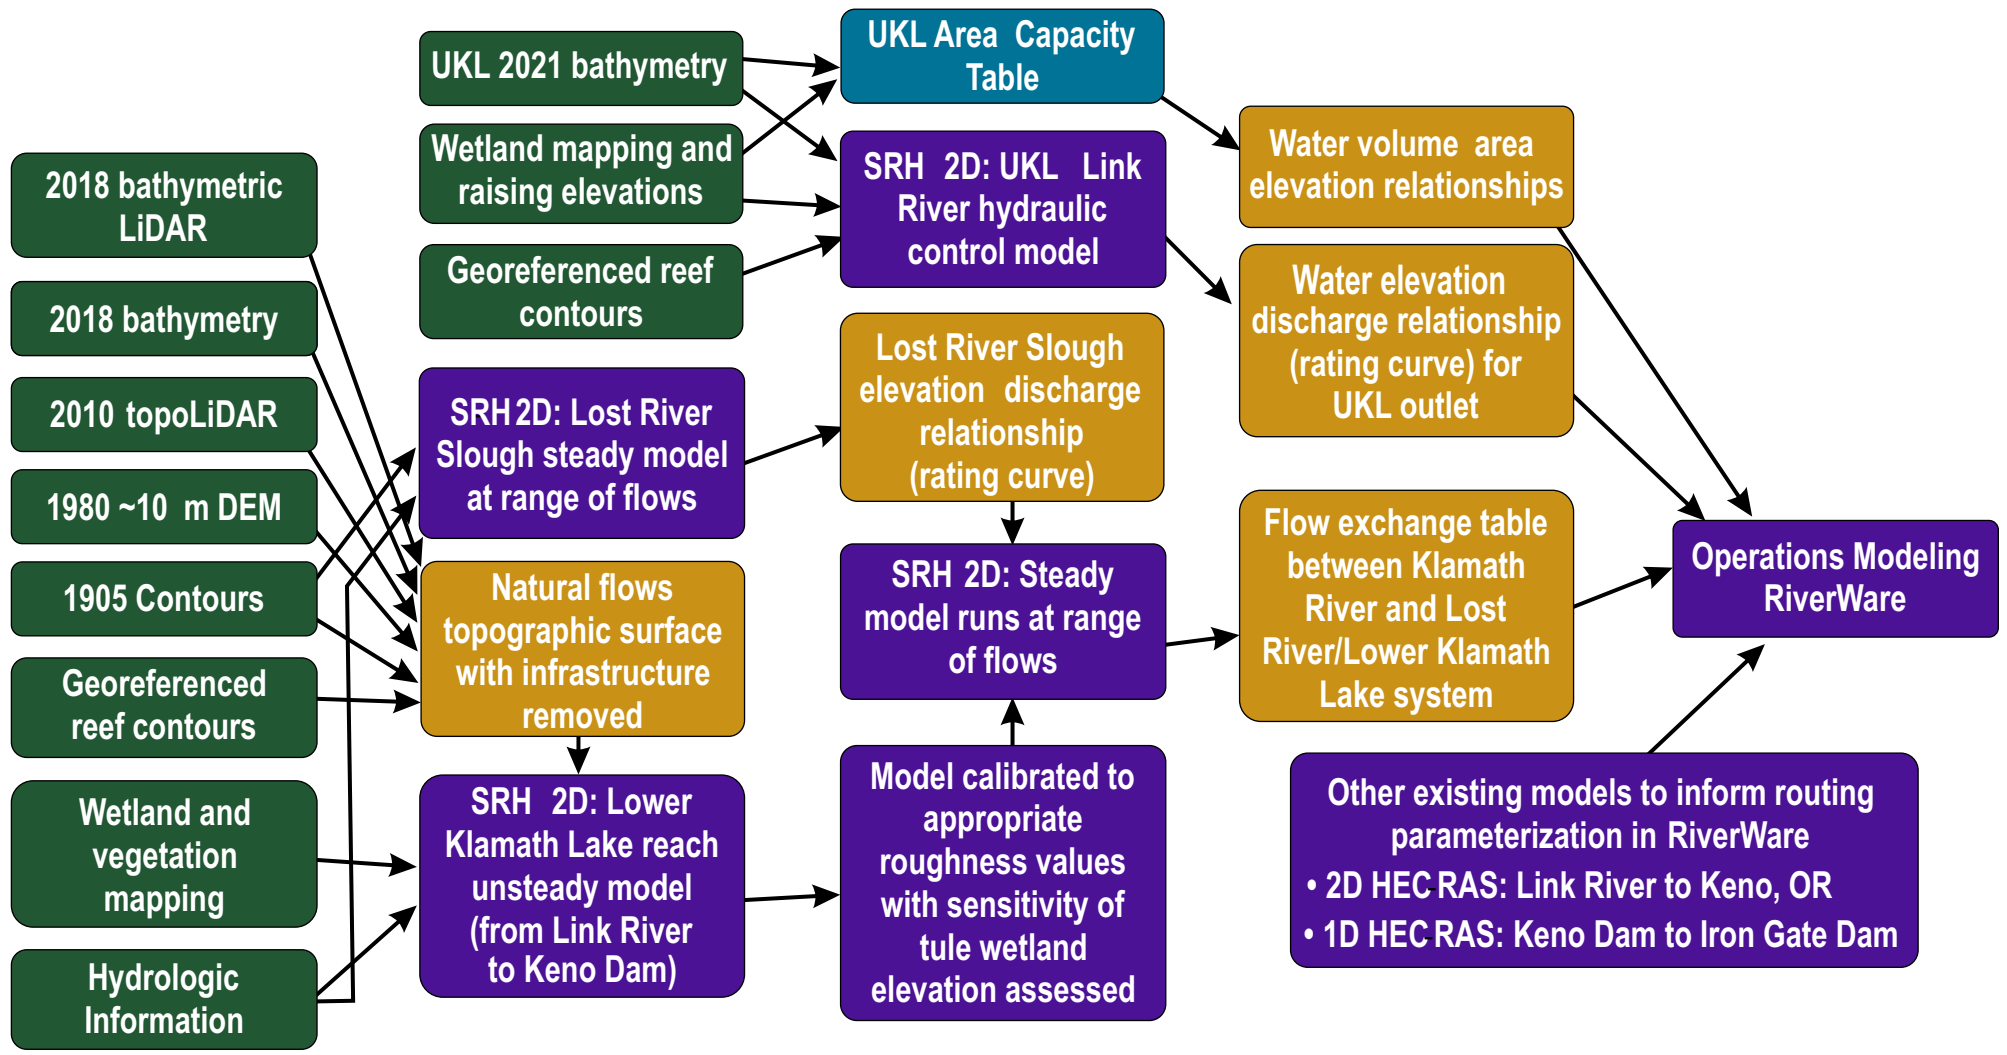 2018 bathymetric
LiDAR
2018 bathymetry
2010 topoLiDAR
1980 ~10 m DEM
1905 Contours
Georeferenced
reef contours
Wetland and
vegetation
mapping
Hydrologic
Information
UKL 2021 bathymetry
Wetland mapping and
raising elevations
Georeferenced reef
contours
SRH 2D: Lost River
Slough steady model
at range of flows
Natural flows
topographic surface
with infrastructure
removed
SRH 2D: Lower
Klamath Lake reach
unsteady model
(from Link River
to Keno Dam)
UKL Area Capacity
Table
SRH 2D: UKL Link
River hydraulic
control model
Lost River Slough
elevation discharge
relationship
(rating curve)
SRH 2D: Steady
model runs at range
of flows
Model calibrated to
appropriate
roughness values
with sensitivity of
tule wetland
elevation assessed
Water volume area
elevation relationships
Water elevation
discharge relationship
(rating curve) for
UKL outlet
Flow exchange table
between Klamath
River and Lost
River/Lower Klamath
Lake system
Operations Modeling
RiverWare
Other existing models to inform routing
parameterization in RiverWare
• 2D HEC-RAS: Link River to Keno, OR
• 1D HEC-RAS: Keno Dam to Iron Gate Dam